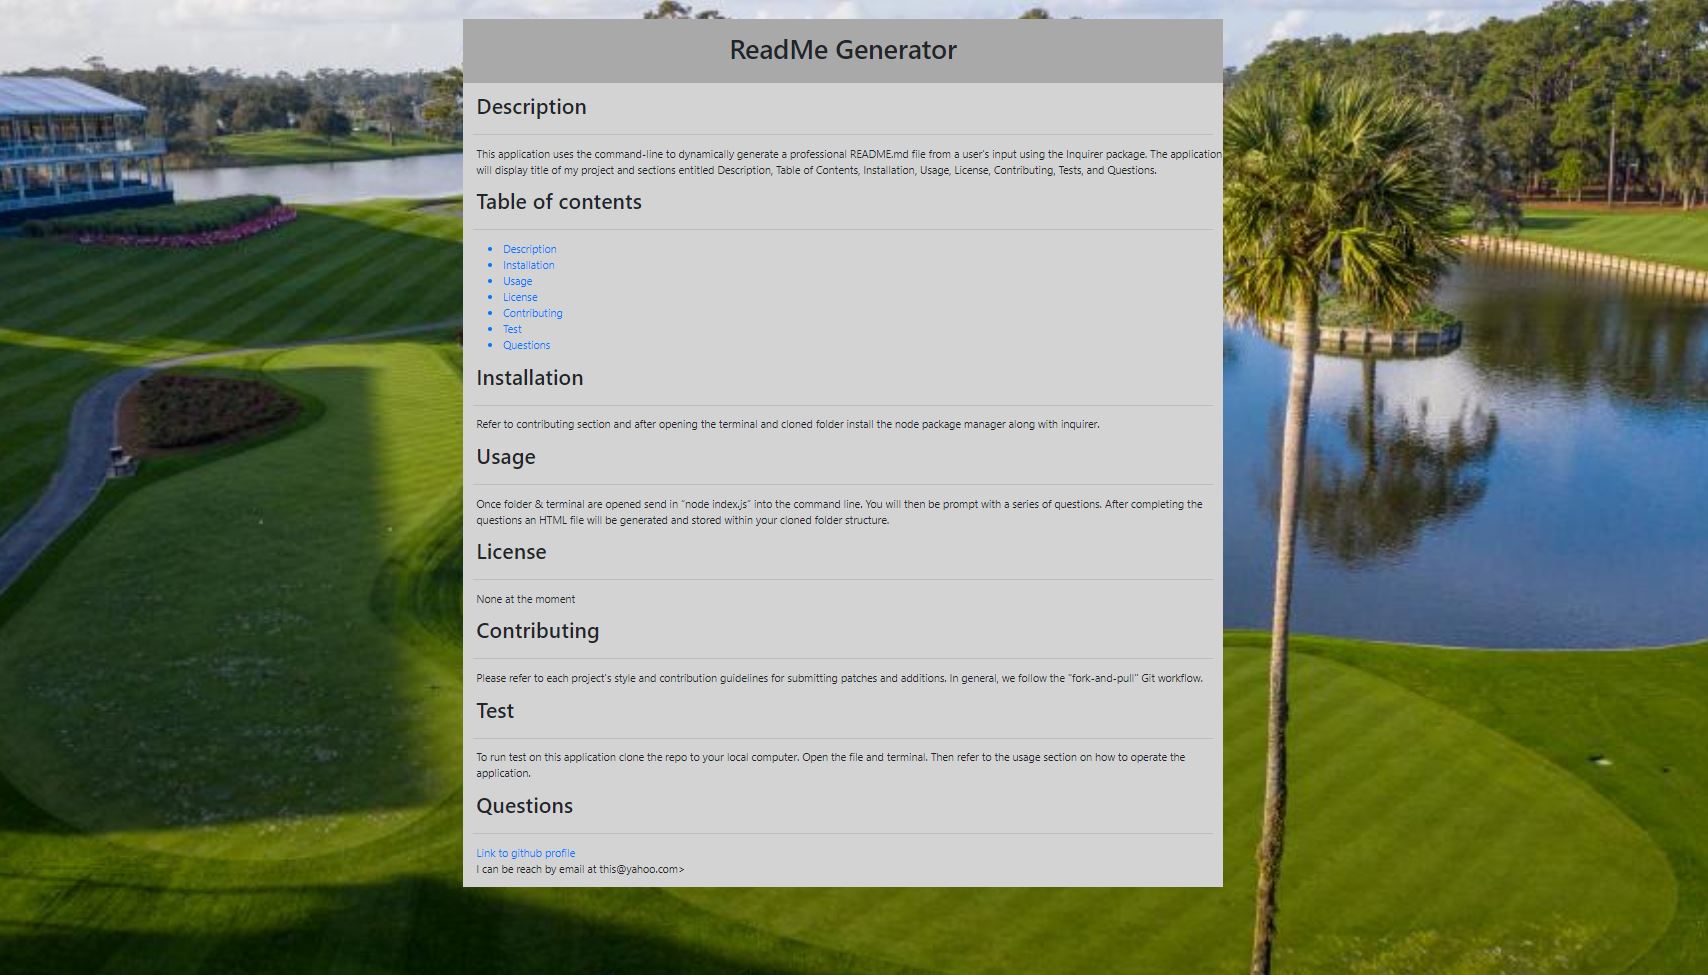 ReadMe Generator
Description
This application uses the command-line to dynamically generate a professional README.md file from a user's input using the Inquirer package. The application
will display title of my project and sections entitled Description, Table of Contents, Installation, Usage, License, Contributing, Tests, and Questions.
Table of contents
Description
Installation
Usage
License
Contributing
Test
Questions
Installation
Refer to contributing section and after opening the terminal and cloned folder install the node package manager along with inquirer.
Usage
Once folder & terminal are opened send in "node index.js" into the command line. You will then be prompt with a series of questions. After completing the
questions an HTML file will be generated and stored within your cloned folder structure.
License
None at the moment
Contributing
Please refer to each project's style and contribution guidelines for submitting patches and additions. In general, we follow the "fork-and-pull" Git workflow.
Test
To run test on this application clone the repo to your local computer. Open the file and terminal. Then refer to the usage section on how to operate the
application.
Questions
Link to github profile
I can be reach by email at this@yahoo.com>